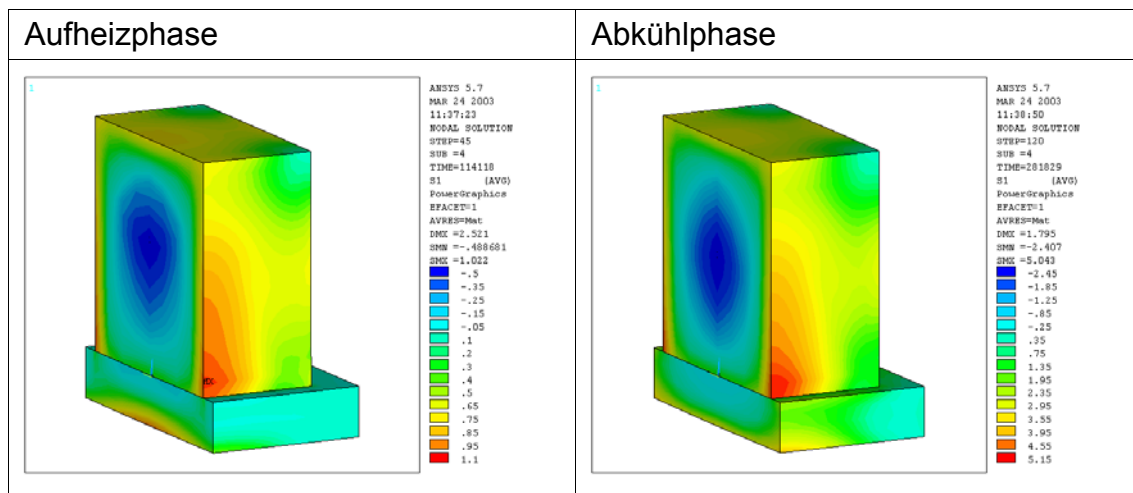 Aufheizphase
Abkühlphase
1
ANSYS 5.7
MAR 24 2003
11:37:23
NODAL SOLUTION
STEP=45
SUB =4
TIME=114118
S1 (AVG)
PowerGraphics
EFACET=1
AVRES=Mat
DMX =2.521
SMN =-.488681
SMX =1.022
-.5
-.35
-.25
-.15
-.05
.1
.2
.3
.4
.5
.65
.75
.85
.95
1.1
MX
1
ANSYS 5.7
MAR 24 2003
11:38:50
NODAL SOLUTION
STEP=120
SUB =4
TIME=281829
S1 (AVG)
PowerGraphics
EFACET=1
AVRES=Mat
DMX =1.795
SMN =-2.407
SMX =5.043
-2.45
-1.85
-1.25
-.85
-.25
.35
.75
1.35
1.95
2.35
2.95
3.55
3.95
4.55
5.15